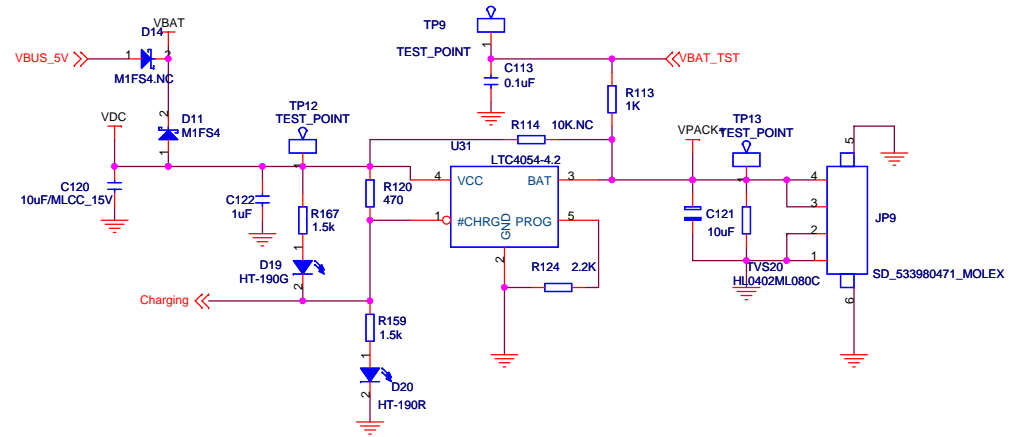 TP9
TEST_POINT
1
D14
VBAT
VBUS_5V
1
2
M1FS4.NC
C113
0.1uF
VBAT_TST
R113
1K
2
D11
M1FS4
1
TP12
TEST_POINT
1
VDC
R114
10K.NC
U31
LTC4054-4.2
VPACK+
TP13
TEST_POINT
1
5
C120
10uF/MLCC_15V
C122
1uF
R120
470
4
VCC
BAT
3
1
#CHRG
GND
PROG
5
2
R167
1.5k
C121
10uF
4
3
2
1
JP9
R124
2.2K
1
D19
HT-190G
2
TVS20
HL0402ML080C
SD_533980471_MOLEX
6
Charging
R159
1.5k
1
D20
2
HT-190R